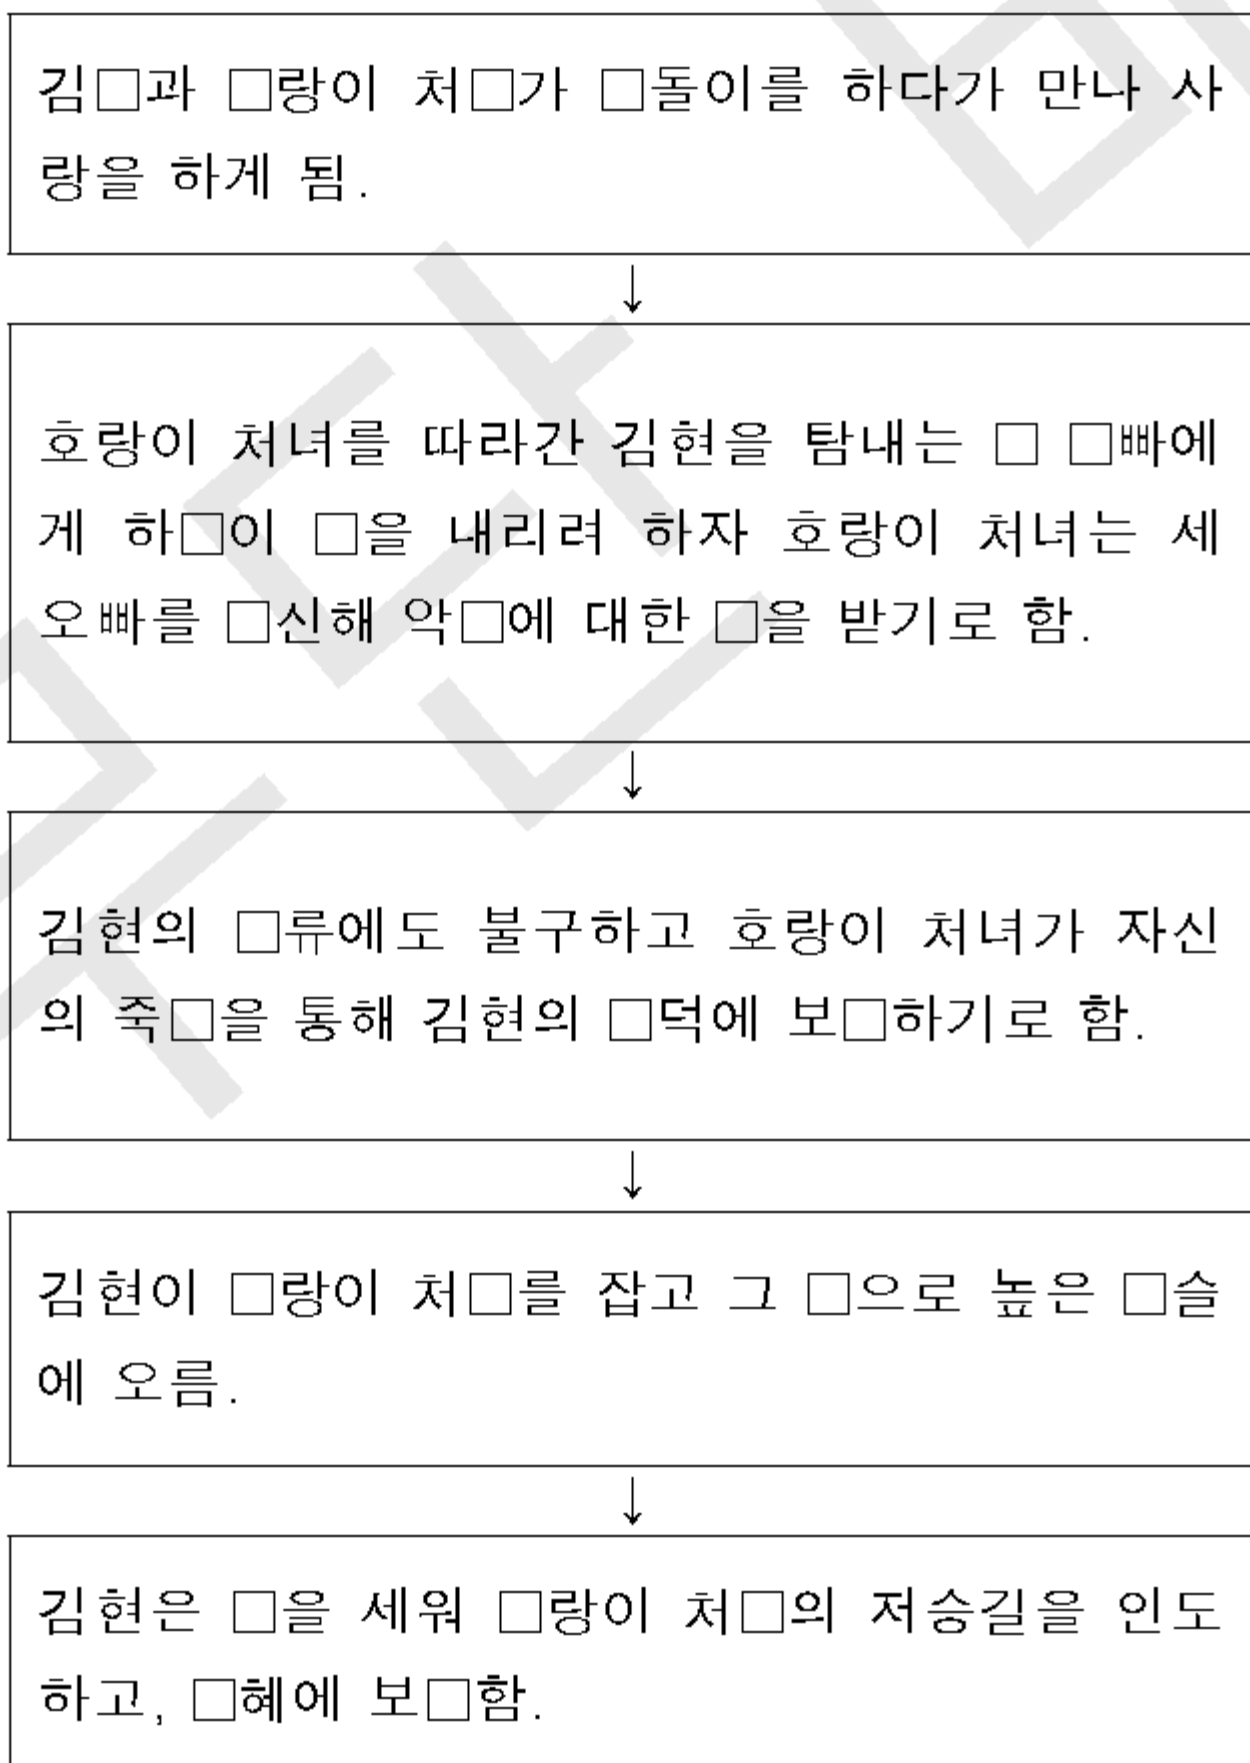 김□과 □랑이 처□가 □돌이를 하다가 만나 사
랑을 하게 됨.
↓
호랑이 처녀를 따라간 김현을 탐내는 □ □빠에
게 하□이 □을 내리려 하자 호랑이 처녀는 세
오빠를 □신해 악□에 대한 □을 받기로 함.
↓
김현의 □류에도 불구하고 호랑이 처녀가 자신
의 죽□을 통해 김현의 □덕에 보□하기로 함.
↓
김현이 □랑이 처□를 잡고 그 □으로 높은 □슬
에 오름.
↓
김현은 □을 세워 □랑이 처□의 저승길을 인도
하고, □혜에 보□함.